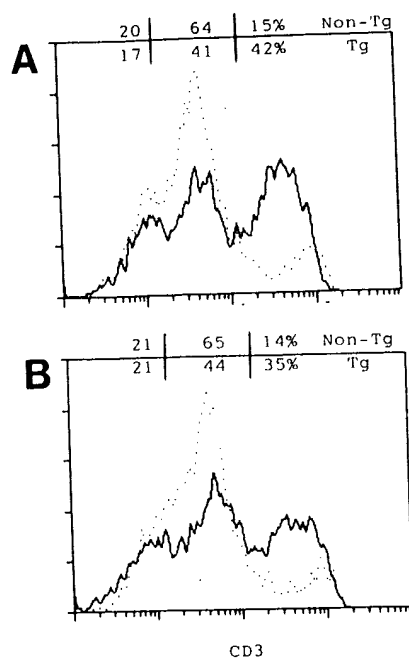 A
20 64 15% Non-Tg
17 41 42% Tg
B
21 65 14% Non-Tg
21 44 35% Tg
CD3